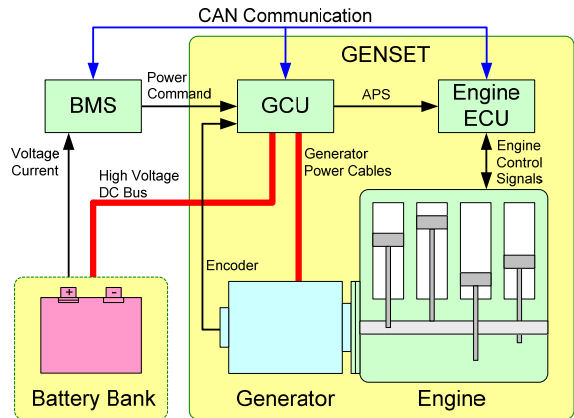 CAN Communication
GENSET
BMS
Power
Command
GCU
APS
Engine
ECU
Voltage
Current
High Voltage
DC Bus
Generator
Power Cables
Engine
Control
Signals
Encoder
+
-
Battery Bank
Generator
Engine